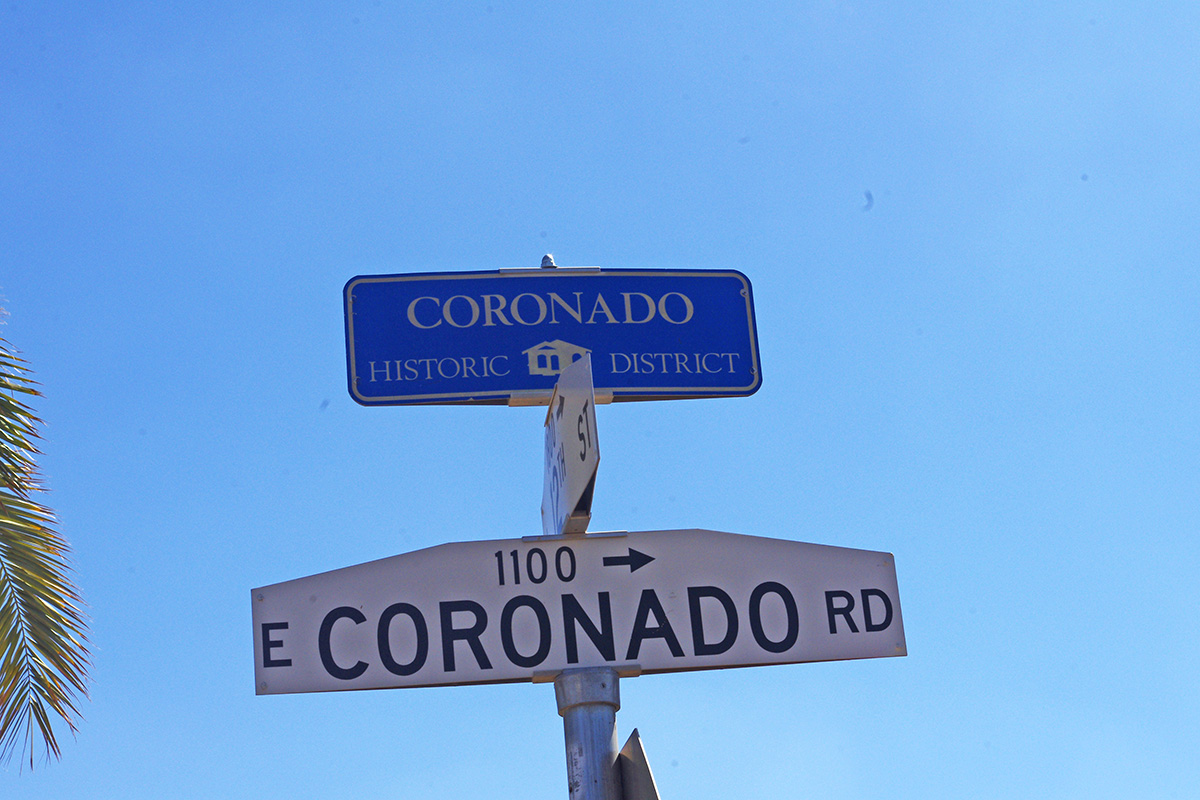 CORONADO
HISTORIC DISTRICT
ST
1100 →
E CORONADO RD